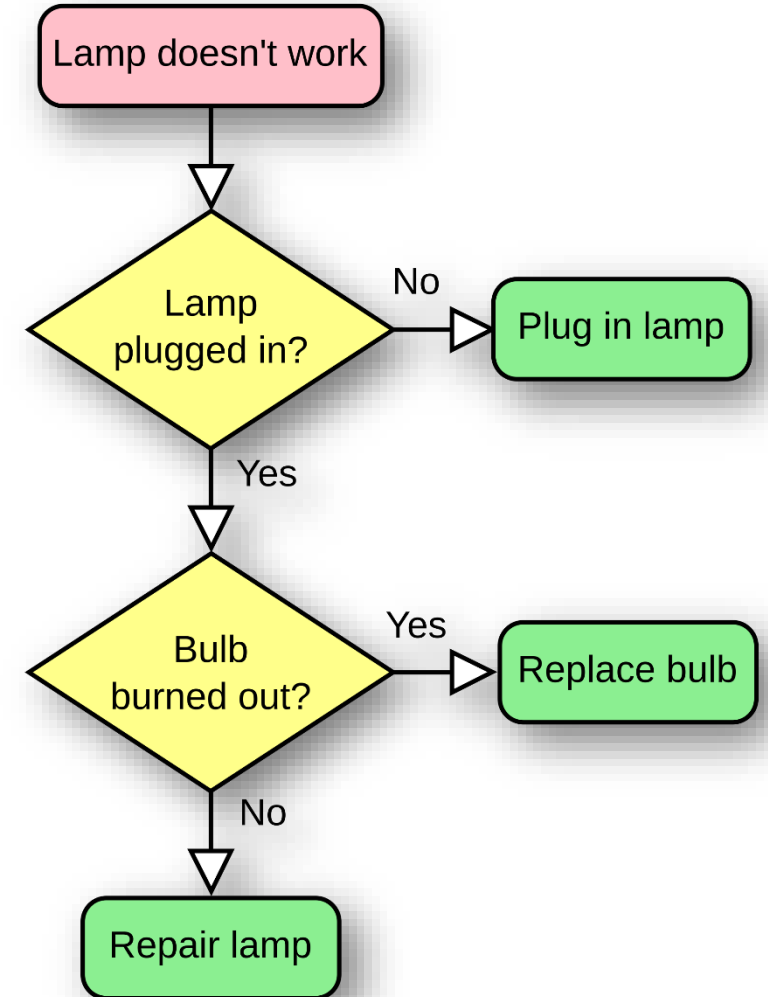 Lamp doesn't work
Lamp
plugged in?
No
Plug in lamp
Yes
Bulb
burned out?
Yes
Replace bulb
No
Repair lamp